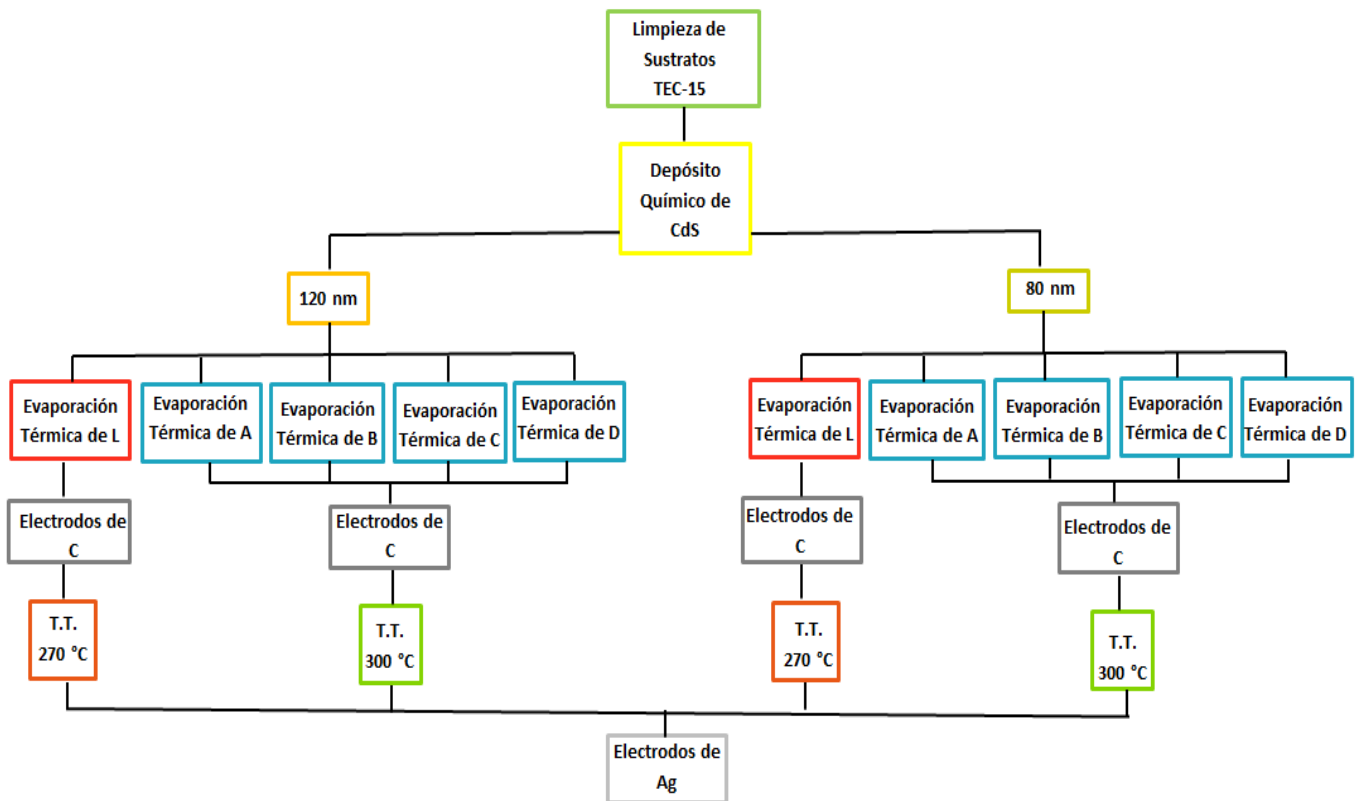 Limpieza de
Sustratos
TEC-15
Depósito
Químico de
CdS
120 nm
80 nm
Evaporación
Térmica de L
Evaporación
Térmica de A
Evaporación
Térmica de B
Evaporación
Térmica de C
Evaporación
Térmica de D
Evaporación
Térmica de L
Evaporación
Térmica de A
Evaporación
Térmica de B
Evaporación
Térmica de C
Evaporación
Térmica de D
Electrodos de
C
Electrodos de
C
Electrodos de
C
Electrodos de
C
T.T.
270 °C
T.T.
300 °C
T.T.
270 °C
T.T.
300 °C
Electrodos de
Ag